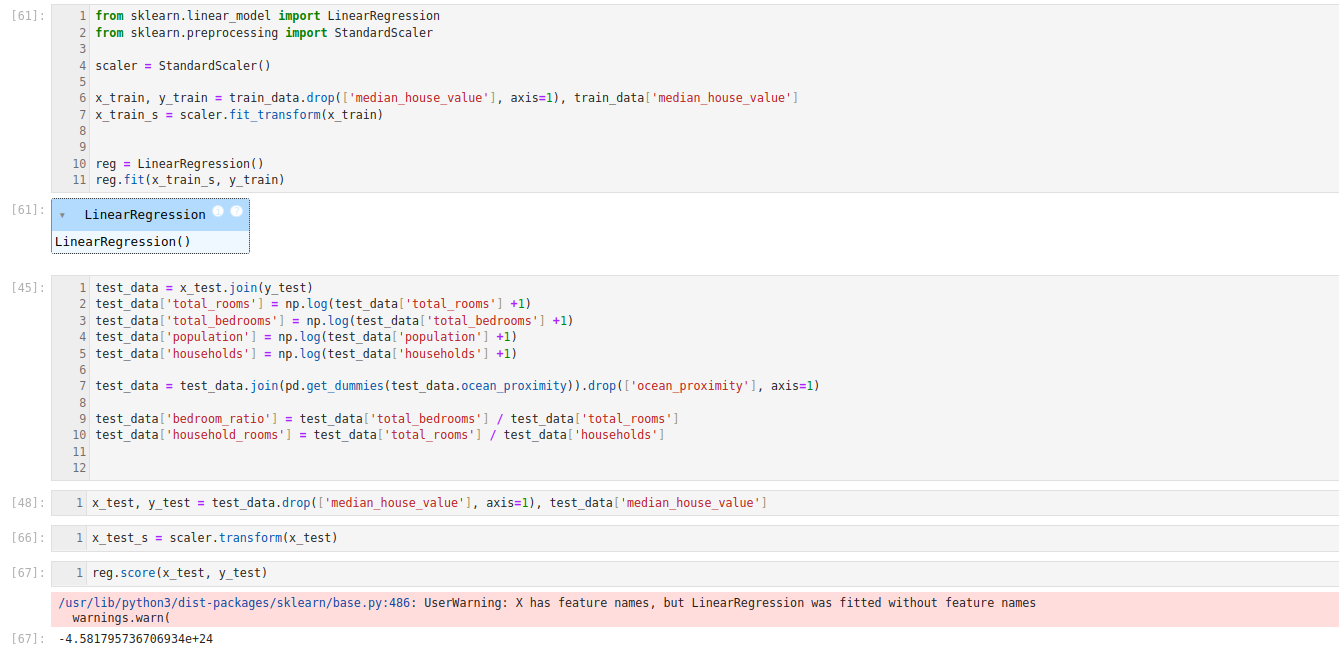 [61]:
1 from sklearn.linear_model import LinearRegression
2 from sklearn.preprocessing import StandardScaler
3
4 scaler = StandardScaler()
5
6 x_train, y_train = train_data.drop(['median_house_value'], axis=1), train_data['median_house_value']
7 x_train_s = scaler.fit_transform(x_train)
8
9
10 reg = LinearRegression()
11 reg.fit(x_train_s, y_train)
[61]:
▾ LinearRegression i ?
LinearRegression()
[45]:
1 test_data = x_test.join(y_test)
2 test_data['total_rooms'] = np.log(test_data['total_rooms'] +1)
3 test_data['total_bedrooms'] = np.log(test_data['total_bedrooms'] +1)
4 test_data['population'] = np.log(test_data['population'] +1)
5 test_data['households'] = np.log(test_data['households'] +1)
6
7 test_data = test_data.join(pd.get_dummies(test_data.ocean_proximity)).drop(['ocean_proximity'], axis=1)
8
9 test_data['bedroom_ratio'] = test_data['total_bedrooms'] / test_data['total_rooms']
10 test_data['household_rooms'] = test_data['total_rooms'] / test_data['households']
11
12
[48]:
1 x_test, y_test = test_data.drop(['median_house_value'], axis=1), test_data['median_house_value']
[66]:
1 x_test_s = scaler.transform(x_test)
[67]:
1 reg.score(x_test, y_test)
/usr/lib/python3/dist-packages/sklearn/base.py:486: UserWarning: X has feature names, but LinearRegression was fitted without feature names
warnings.warn(
[67]: -4.581795736706934e+24